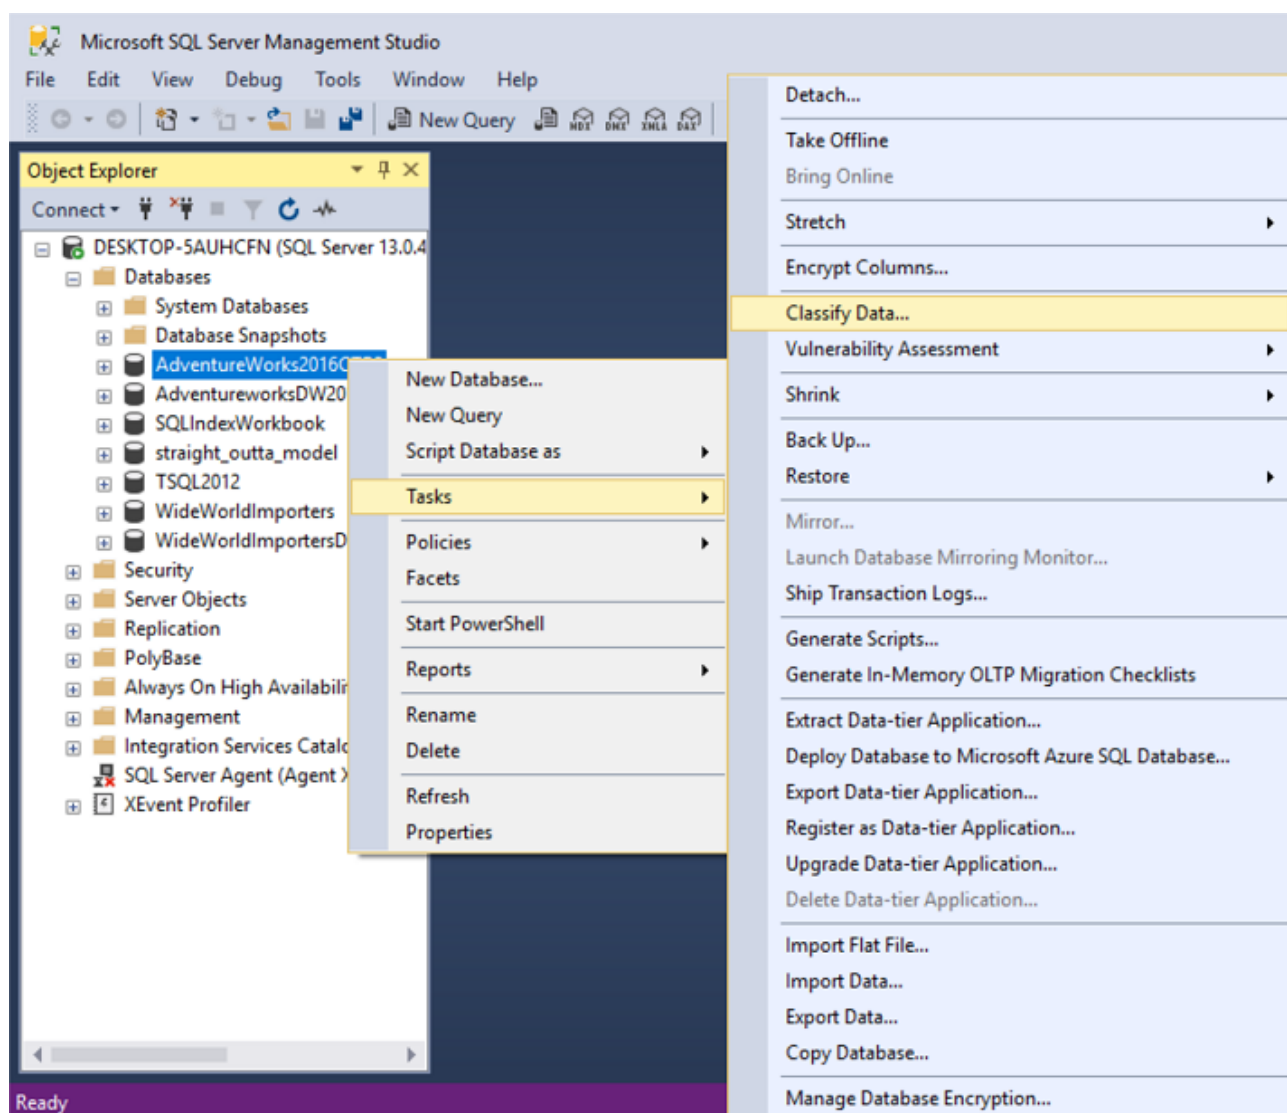 Microsoft SQL Server Management Studio
File Edit View Debug Tools Window Help
New Query MDX DMX XMLA DAX
Object Explorer
Connect
DESKTOP-5AUHCFN (SQL Server 13.0.4
Databases
System Databases
Database Snapshots
AdventureWorks2016CTP3
AdventureworksDW20
SQLIndexWorkbook
straight_outta_model
TSQL2012
WideWorldImporters
WideWorldImportersD
Security
Server Objects
Replication
PolyBase
Always On High Availabili
Management
Integration Services Catalo
SQL Server Agent (Agent X
XEvent Profiler
New Database...
New Query
Script Database as
Tasks
Policies
Facets
Start PowerShell
Reports
Rename
Delete
Refresh
Properties
Detach...
Take Offline
Bring Online
Stretch
Encrypt Columns...
Classify Data...
Vulnerability Assessment
Shrink
Back Up...
Restore
Mirror...
Launch Database Mirroring Monitor...
Ship Transaction Logs...
Generate Scripts...
Generate In-Memory OLTP Migration Checklists
Extract Data-tier Application...
Deploy Database to Microsoft Azure SQL Database...
Export Data-tier Application...
Register as Data-tier Application...
Upgrade Data-tier Application...
Delete Data-tier Application...
Import Flat File...
Import Data...
Export Data...
Copy Database...
Manage Database Encryption...
Ready